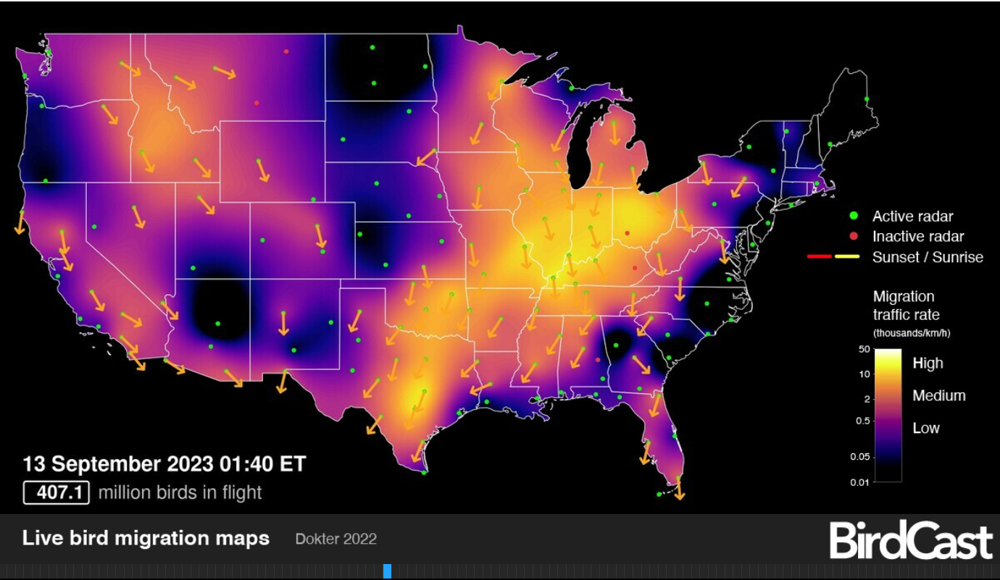 Active radar
Inactive radar
Sunset / Sunrise
Migration
traffic rate
(thousands/km/h)
50
High
10
2
Medium
0.5
Low
0.05
0.01
13 September 2023 01:40 ET
407.1 million birds in flight
Live bird migration maps Dokter 2022
BirdCast